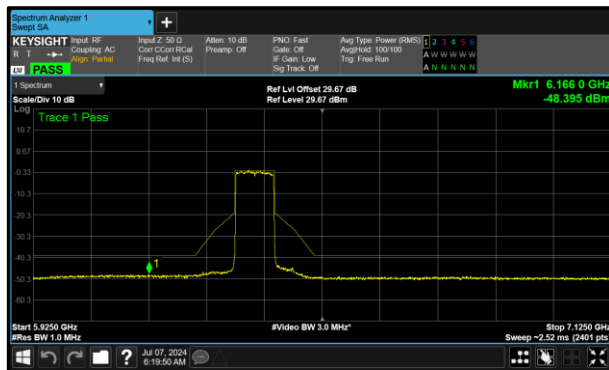 Spectrum Analyzer 1
Swept SA
+
KEYSIGHT Input: RF Input Z: 50 Ω Atten: 10 dB PNO: Fast Avg Type: Power (RMS) 1 2 3 4 5 6
R T Coupling: AC Corr CCorr RCal Preamp: Off Gate: Off Avg|Hold: 100/100 A W W W W W
Align: Partial Freq Ref: Int (S) IF Gain: Low Trig: Free Run
LXI PASS Sig Track: Off A N N N N N
1 Spectrum Ref Lvl Offset 29.67 dB Mkr1 6.166 0 GHz
Scale/Div 10 dB Ref Level 29.67 dBm -48.395 dBm
Log
Trace 1 Pass
19.7
9.67
-0.33
-10.3
-20.3
-30.3
-40.3
1
-50.3
-60.3
Start 5.9250 GHz #Video BW 3.0 MHz* Stop 7.1250 GHz
#Res BW 1.0 MHz Sweep ~2.52 ms (2401 pts)
? Jul 07, 2024
6:19:50 AM